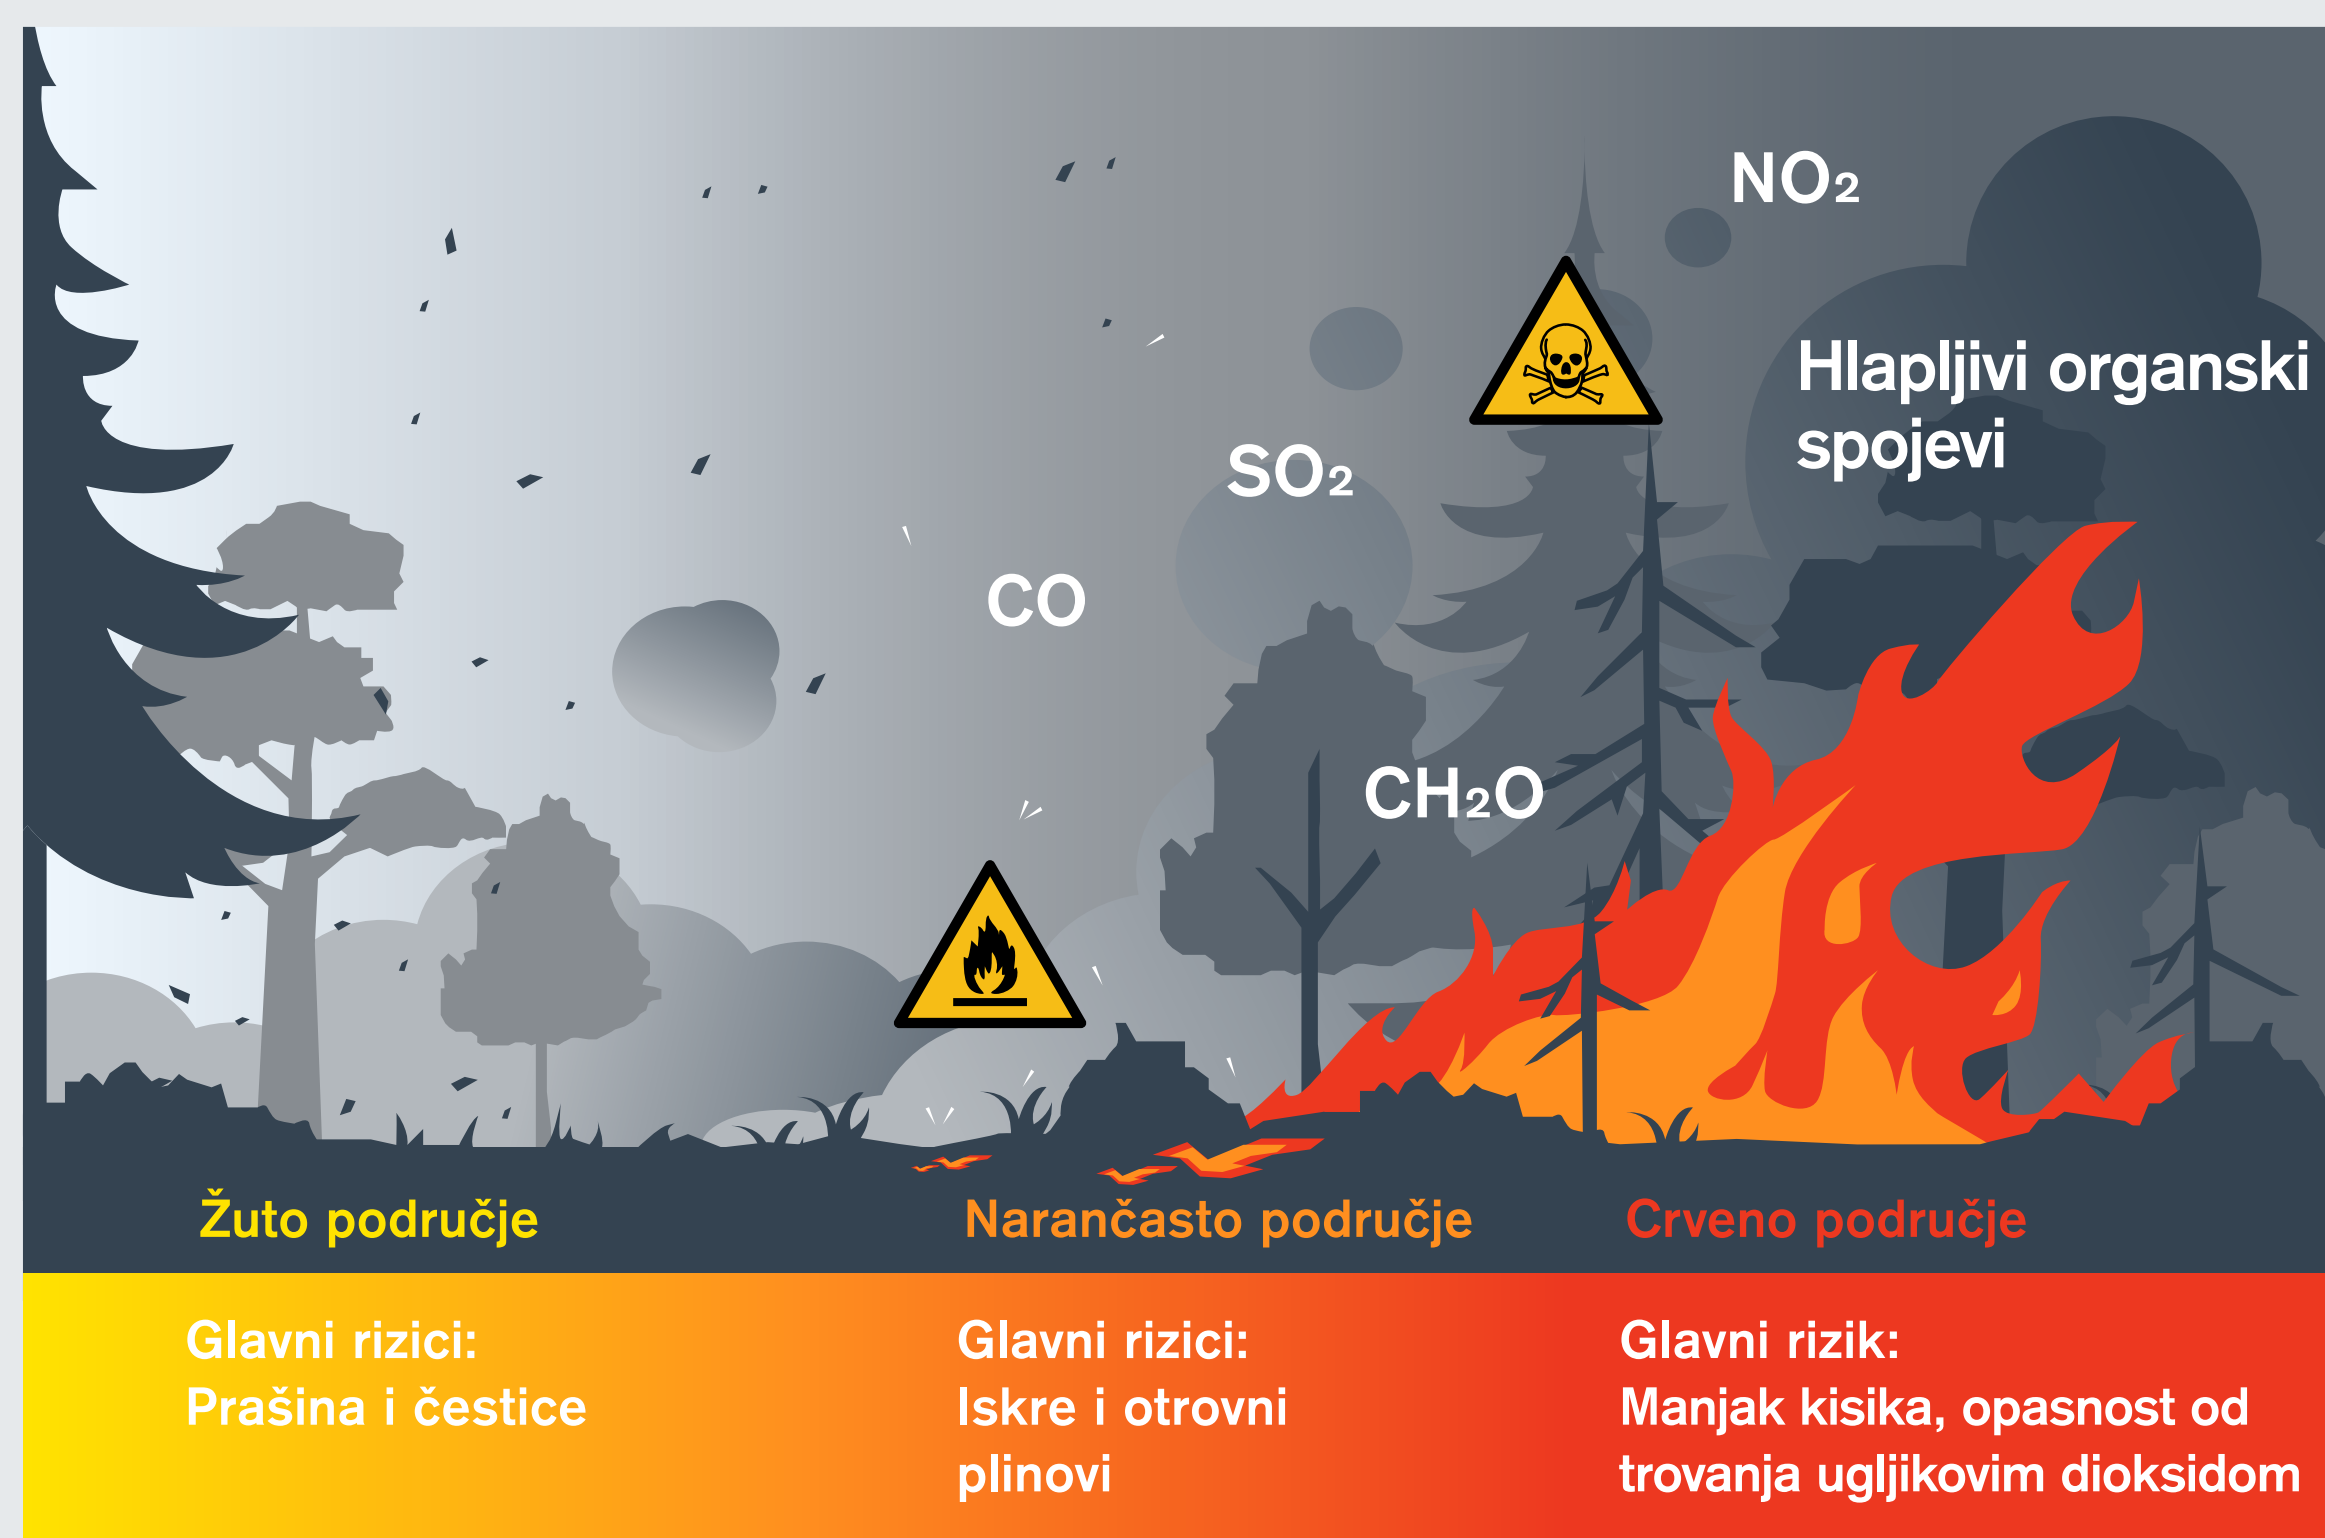 NO₂
Hlapljivi organski
spojevi
SO₂
CO
CH₂O
Žuto područje
Narančasto područje
Crveno područje
Glavni rizici:
Prašina i čestice
Glavni rizici:
Iskre i otrovni
plinovi
Glavni rizik:
Manjak kisika, opasnost od
trovanja ugljikovim dioksidom